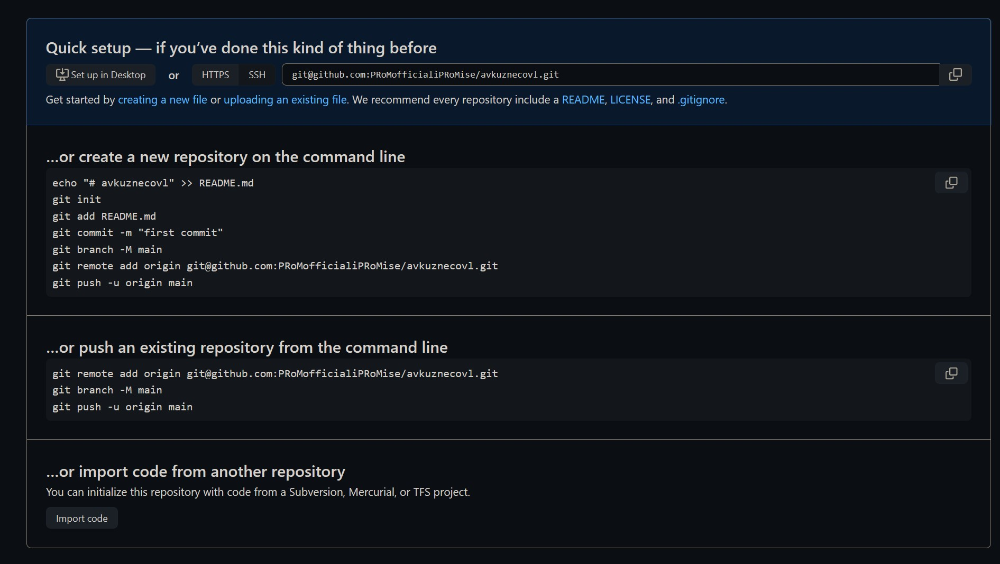 Quick setup — if you’ve done this kind of thing before
Set up in Desktop or HTTPS SSH git@github.com:PRoMofficialiPRoMise/avkuznecovl.git
Get started by creating a new file or uploading an existing file. We recommend every repository include a README, LICENSE, and .gitignore.
…or create a new repository on the command line
echo "# avkuznecovl" >> README.md
git init
git add README.md
git commit -m "first commit"
git branch -M main
git remote add origin git@github.com:PRoMofficialiPRoMise/avkuznecovl.git
git push -u origin main
…or push an existing repository from the command line
git remote add origin git@github.com:PRoMofficialiPRoMise/avkuznecovl.git
git branch -M main
git push -u origin main
…or import code from another repository
You can initialize this repository with code from a Subversion, Mercurial, or TFS project.
Import code